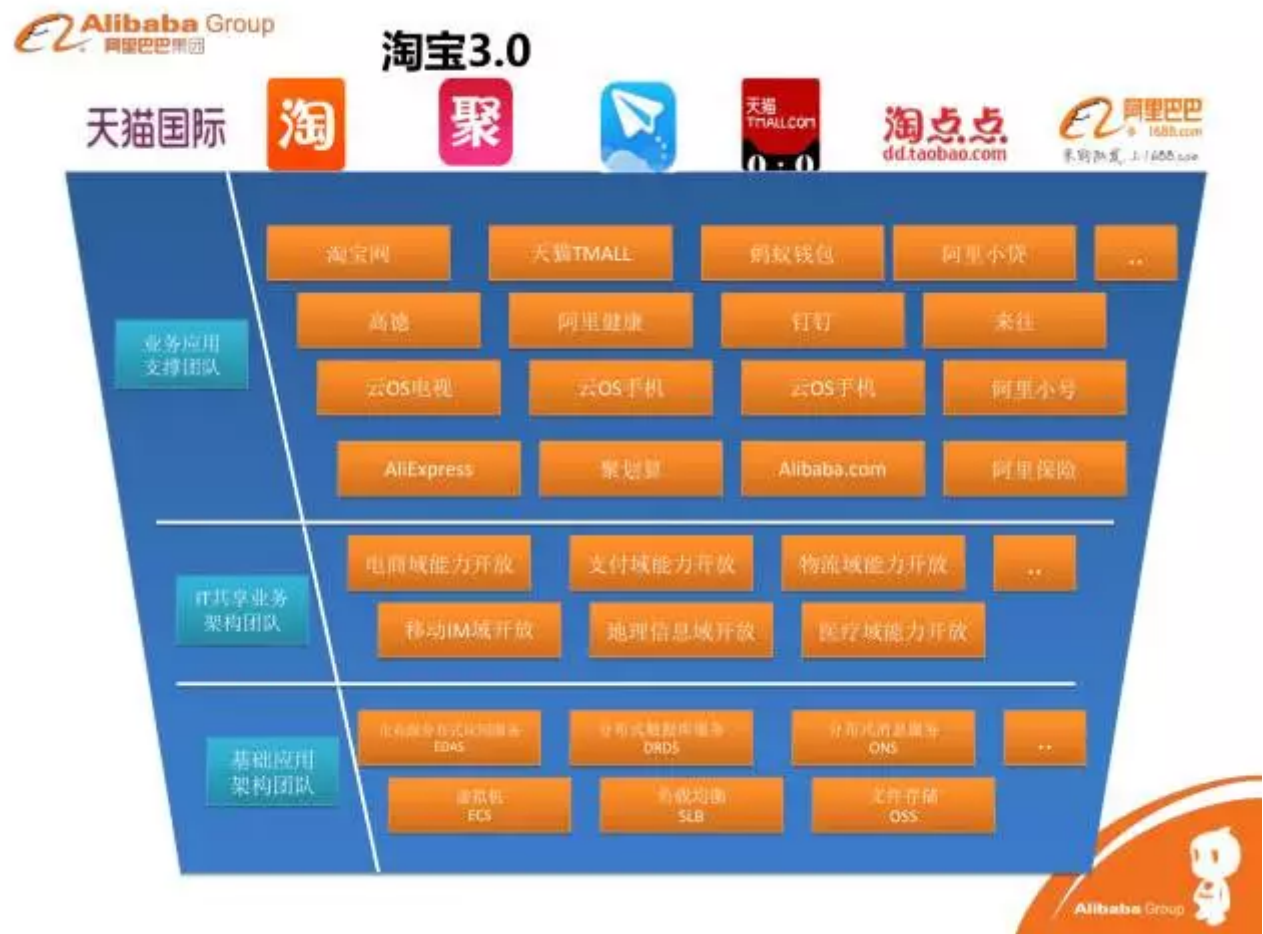 Alibaba Group
阿里巴巴集团
淘宝3.0
天猫国际
淘
聚
天猫
TMALL.COM
淘点点
dd.taobao.com
阿里巴巴
1688.com
淘宝网
天猫TMALL
蚂蚁钱包
阿里小贷
..
高德
阿里健康
钉钉
来往
业务应用
支撑团队
云OS电视
云OS手机
云OS手机
阿里小号
AliExpress
聚划算
Alibaba.com
阿里保险
电商域能力开放
支付域能力开放
物流域能力开放
..
IT共享业务
架构团队
移动IM域开放
地理信息域开放
医疗域能力开放
EDAS
分布式数据库服务
DRDS
分布式消息服务
ONS
..
基础应用
架构团队
虚拟机
ECS
负载均衡
SLB
文件存储
OSS
Alibaba Group